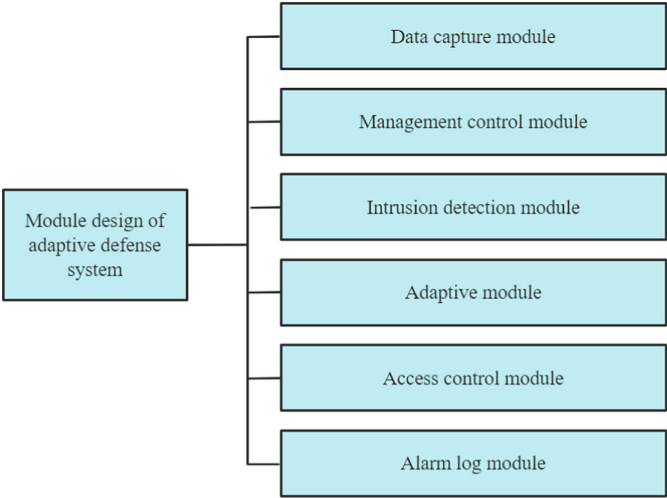 Data capture module
Management control module
Intrusion detection module
Module design of
adaptive defense
system
Adaptive module
Access control module
Alarm log module